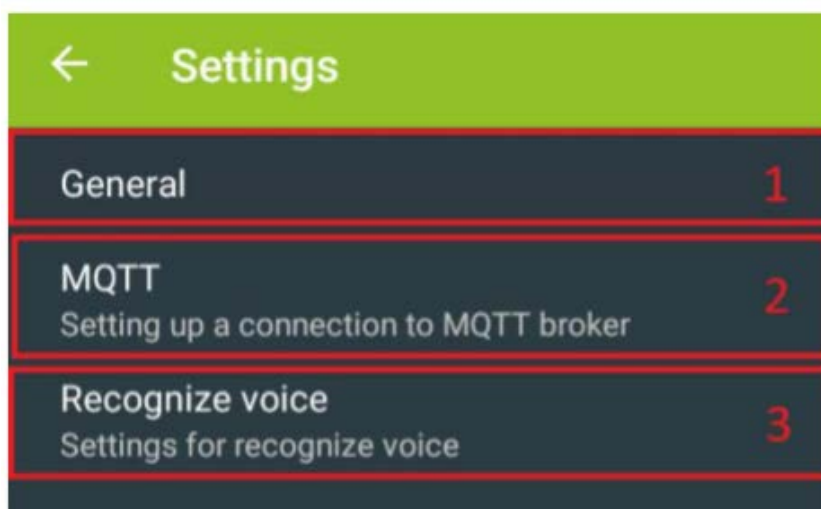 Settings
General
1
MQTT
Setting up a connection to MQTT broker
2
Recognize voice
Settings for recognize voice
3